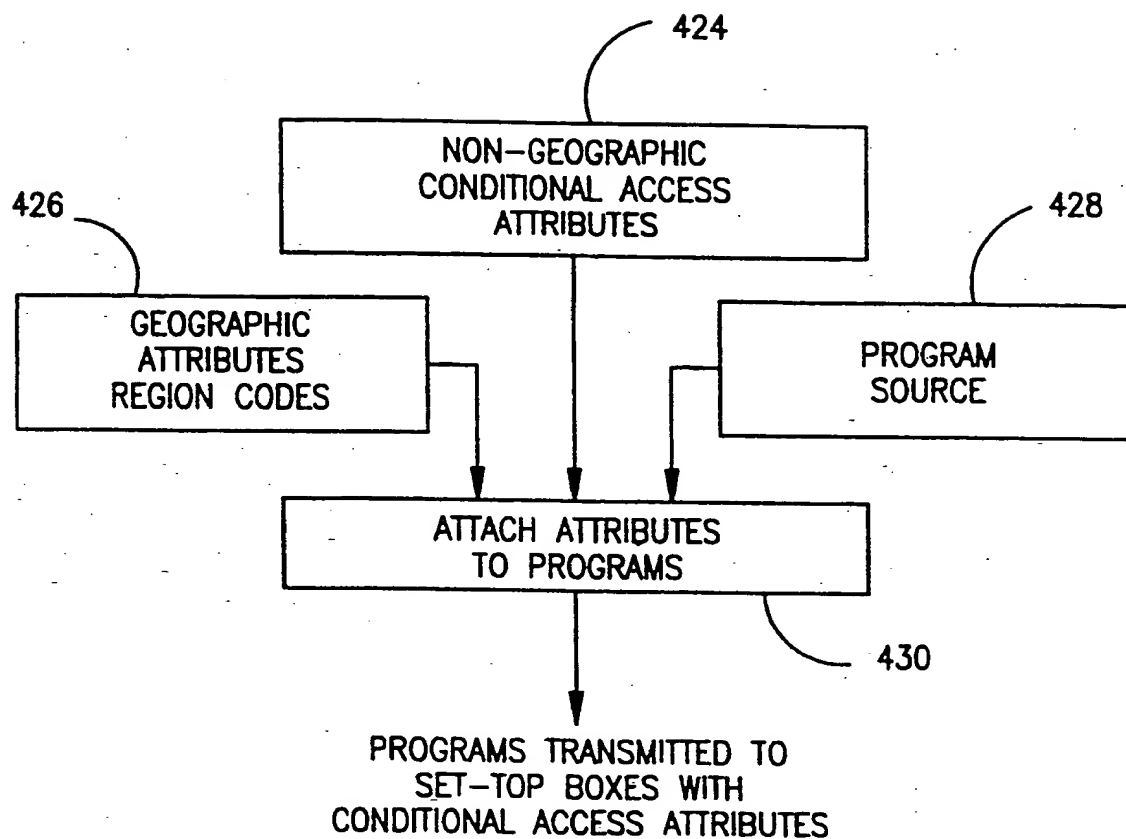 424
NON-GEOGRAPHIC
CONDITIONAL ACCESS
ATTRIBUTES
426
GEOGRAPHIC
ATTRIBUTES
REGION CODES
428
PROGRAM
SOURCE
ATTACH ATTRIBUTES
TO PROGRAMS
430
PROGRAMS TRANSMITTED TO
SET-TOP BOXES WITH
CONDITIONAL ACCESS ATTRIBUTES